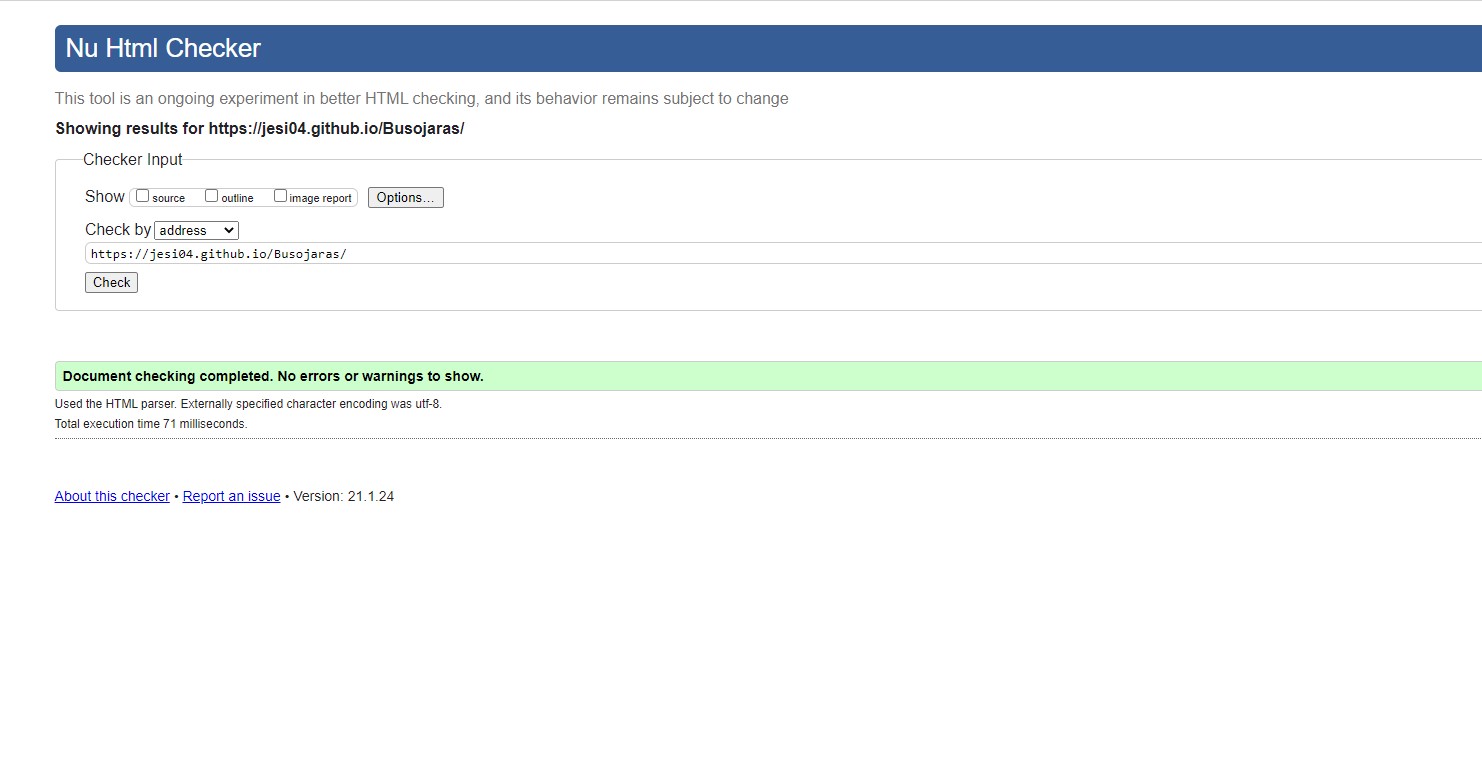 Nu Html Checker
This tool is an ongoing experiment in better HTML checking, and its behavior remains subject to change
Showing results for https://jesi04.github.io/Busojaras/
Checker Input
Show source outline image report Options...
Check by address
https://jesi04.github.io/Busojaras/
Check
Document checking completed. No errors or warnings to show.
Used the HTML parser. Externally specified character encoding was utf-8.
Total execution time 71 milliseconds.
About this checker • Report an issue • Version: 21.1.24